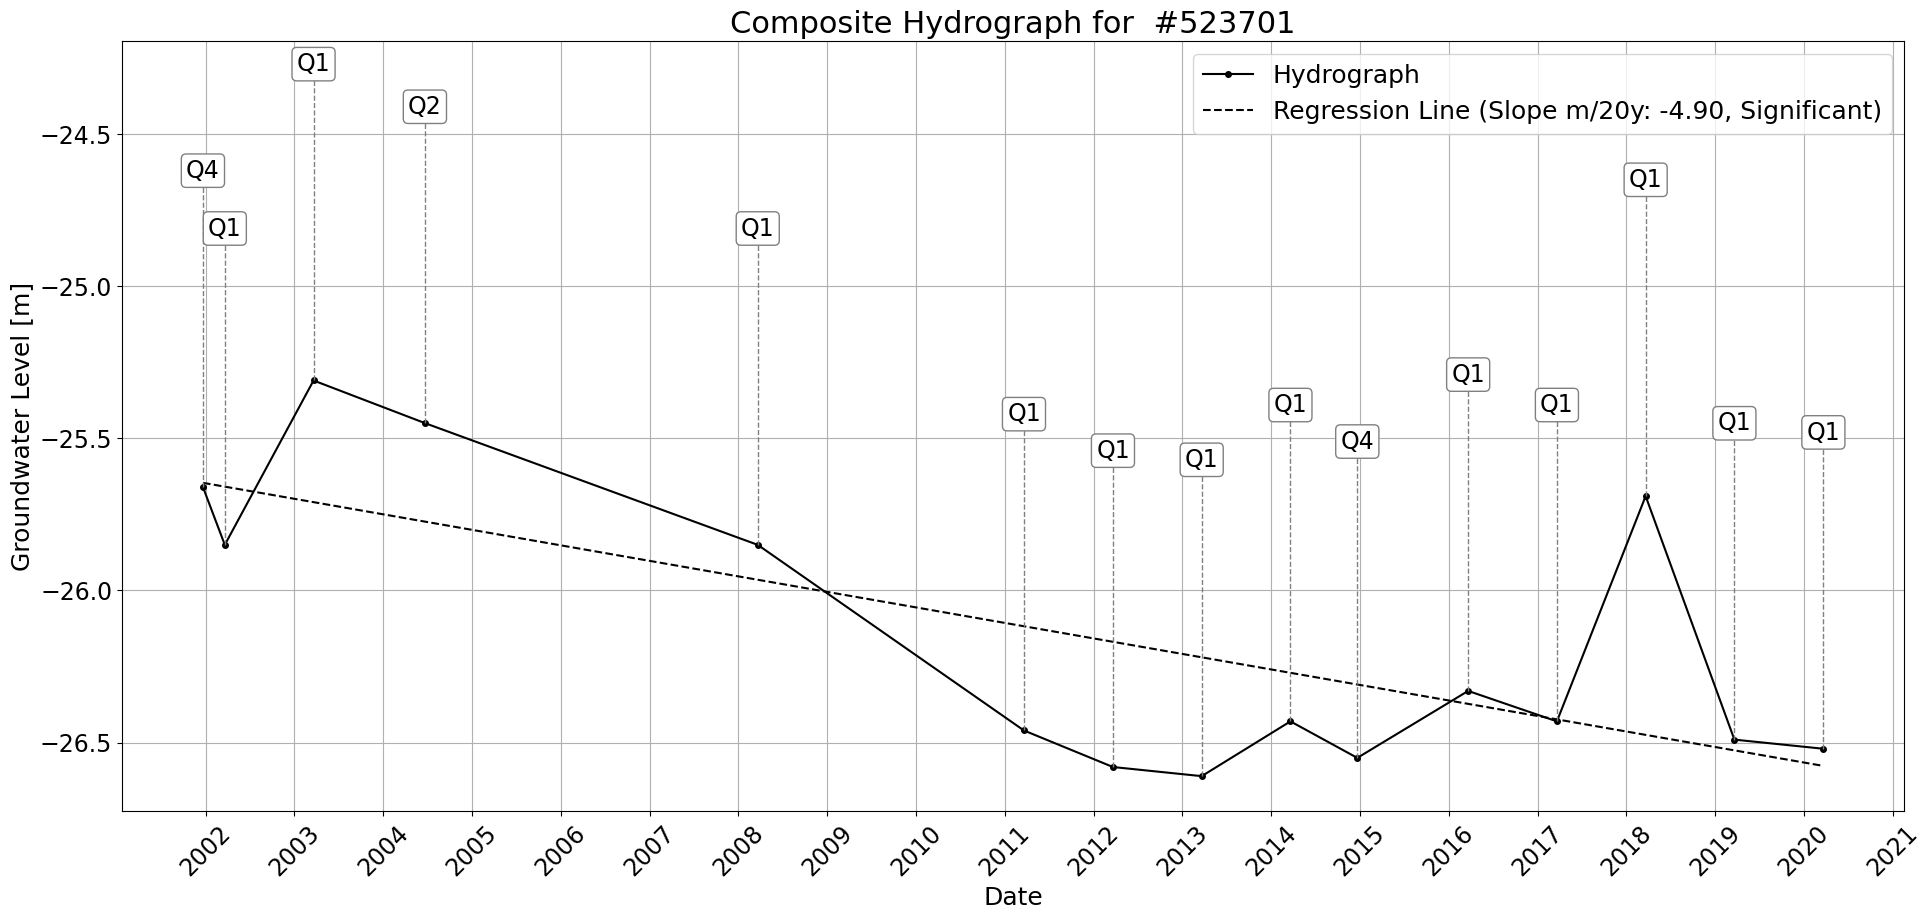 Composite Hydrograph for  #523701
Hydrograph
Regression Line (Slope m/20y: -4.90, Significant)
Q1
Q2
Q4
Q1
Q1
Q1
Q1
Q1
Q1
Q1
Q4
Q1
Q1
Q1
Q1
−24.5
−25.0
−25.5
−26.0
−26.5
Groundwater Level [m]
2002
2003
2004
2005
2006
2007
2008
2009
2010
2011
2012
2013
2014
2015
2016
2017
2018
2019
2020
2021
Date